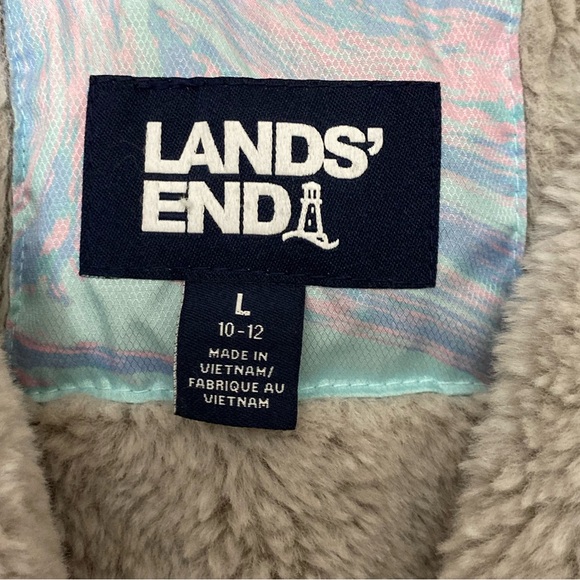 LANDS'
END
L
10-12
MADE IN
VIETNAM/
FABRIQUE AU
VIETNAM